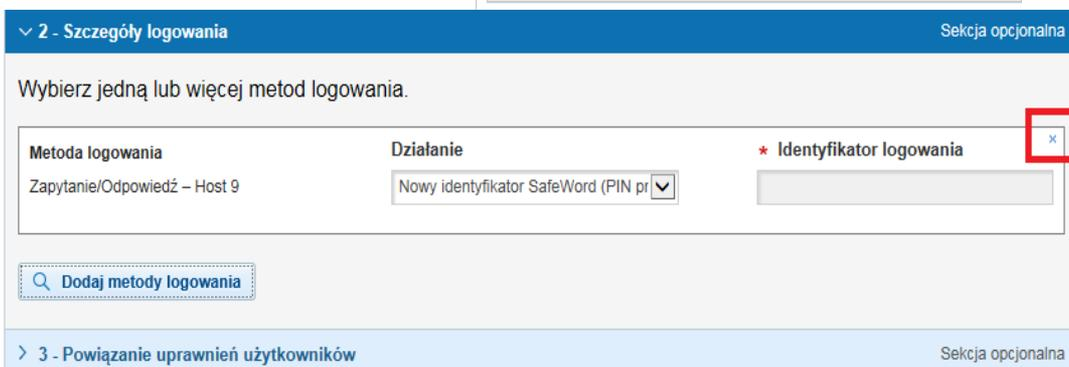 2 - Szczegóły logowania Sekcja opcjonalna
Wybierz jedną lub więcej metod logowania.
Metoda logowania Działanie * Identyfikator logowania x
Zapytanie/Odpowiedź – Host 9 Nowy identyfikator SafeWord (PIN pr
Dodaj metody logowania
3 - Powiązanie uprawnień użytkowników Sekcja opcjonalna